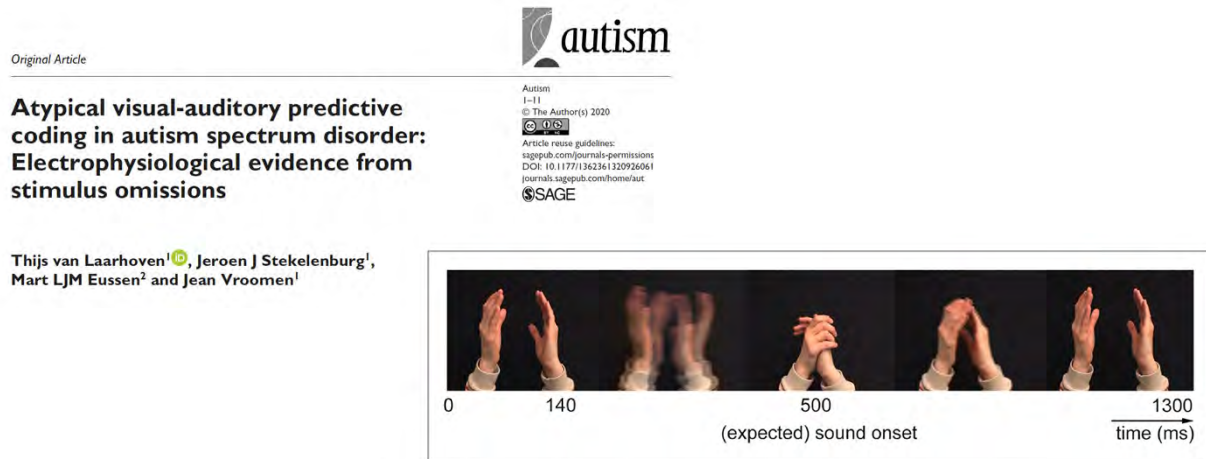 Original Article
autism
Autism
1–11
© The Author(s) 2020
Article reuse guidelines:
sagepub.com/journals-permissions
DOI: 10.1177/1362361320926061
journals.sagepub.com/home/aut
SAGE
Atypical visual-auditory predictive
coding in autism spectrum disorder:
Electrophysiological evidence from
stimulus omissions
Thijs van Laarhoven¹ iD, Jeroen J Stekelenburg¹,
Mart LJM Eussen² and Jean Vroomen¹
0 140 500 1300
(expected) sound onset time (ms)